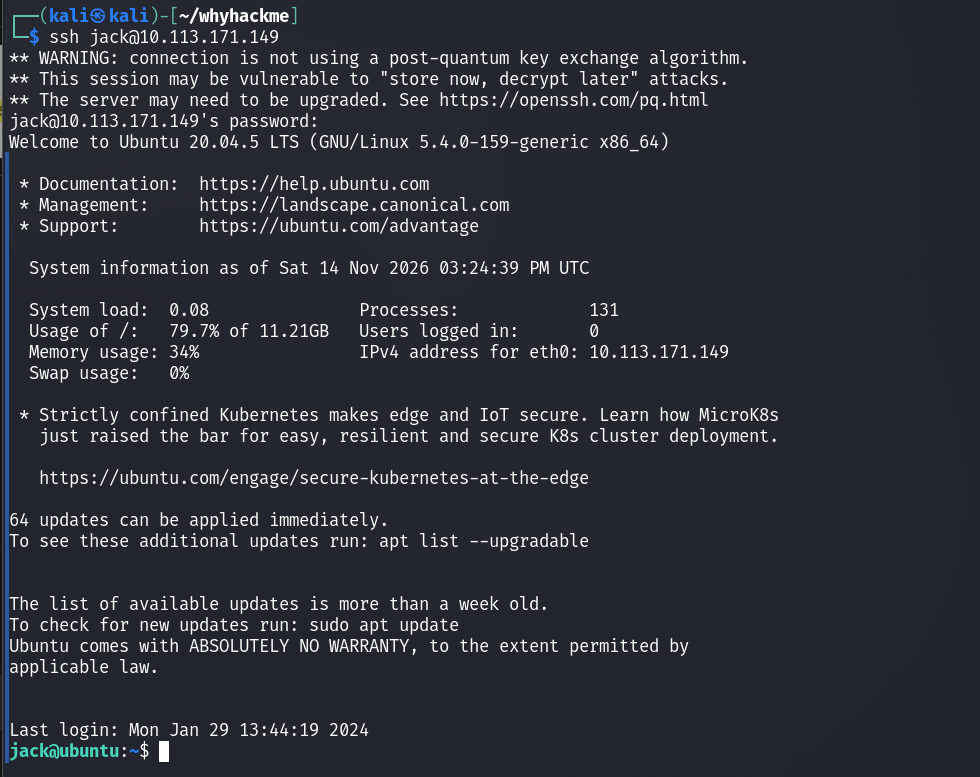 ┌──(kali㉿kali)-[~/whyhackme]
└─$ ssh jack@10.113.171.149
** WARNING: connection is not using a post-quantum key exchange algorithm.
** This session may be vulnerable to "store now, decrypt later" attacks.
** The server may need to be upgraded. See https://openssh.com/pq.html
jack@10.113.171.149's password:
Welcome to Ubuntu 20.04.5 LTS (GNU/Linux 5.4.0-159-generic x86_64)
 * Documentation:  https://help.ubuntu.com
 * Management:     https://landscape.canonical.com
 * Support:        https://ubuntu.com/advantage
  System information as of Sat 14 Nov 2026 03:24:39 PM UTC
  System load:  0.08               Processes:             131
  Usage of /:   79.7% of 11.21GB   Users logged in:       0
  Memory usage: 34%                IPv4 address for eth0: 10.113.171.149
  Swap usage:   0%
 * Strictly confined Kubernetes makes edge and IoT secure. Learn how MicroK8s
   just raised the bar for easy, resilient and secure K8s cluster deployment.
   https://ubuntu.com/engage/secure-kubernetes-at-the-edge
64 updates can be applied immediately.
To see these additional updates run: apt list --upgradable
The list of available updates is more than a week old.
To check for new updates run: sudo apt update
Ubuntu comes with ABSOLUTELY NO WARRANTY, to the extent permitted by
applicable law.
Last login: Mon Jan 29 13:44:19 2024
jack@ubuntu:~$